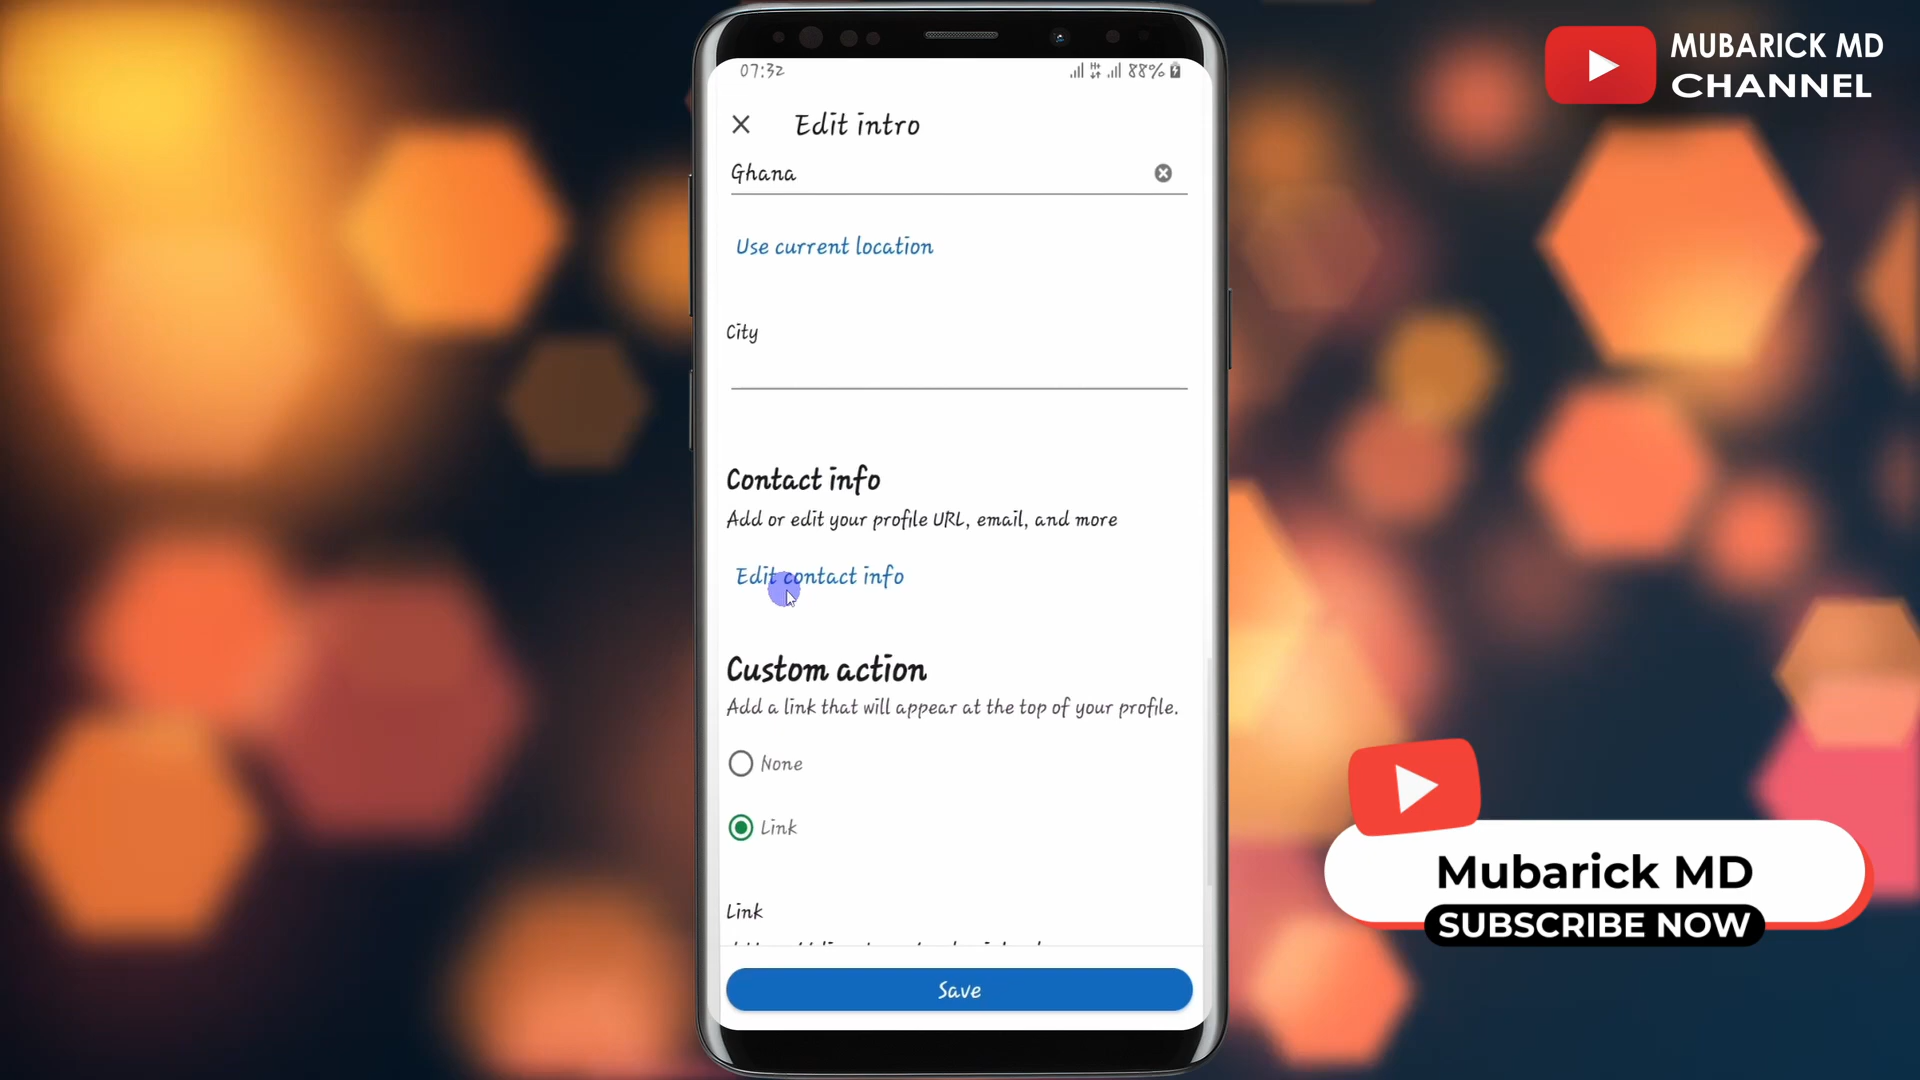 MUBARICK MD
CHANNEL
07:32
88%
Edit intro
Ghana
Use current location
City
Contact info
Add or edit your profile URL, email, and more
Edit contact info
Custom action
Add a link that will appear at the top of your profile.
None
Link
Link
Save
Mubarick MD
SUBSCRIBE NOW